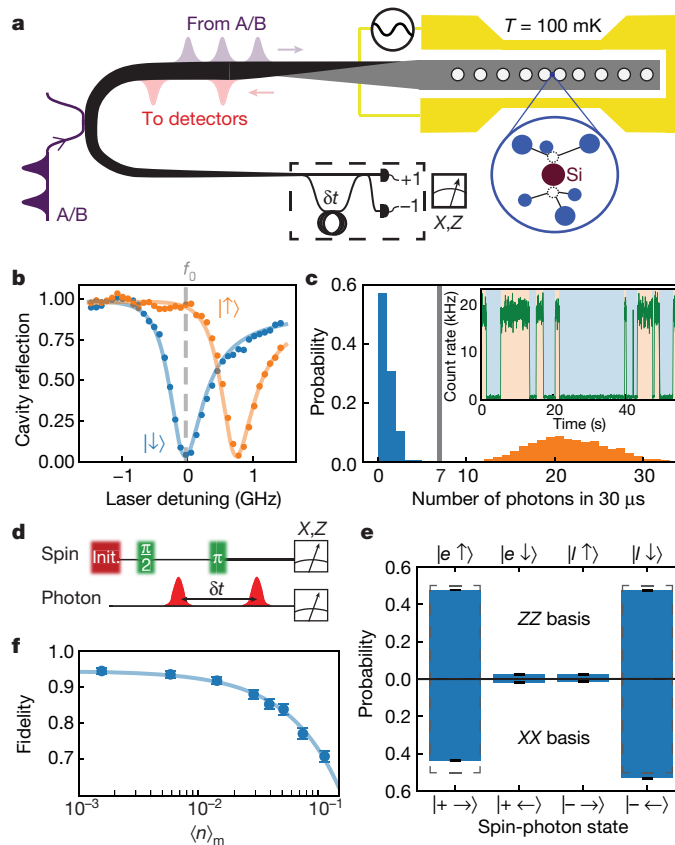 a
From A/B
T = 100 mK
To detectors
A/B
δt
+1
−1
X,Z
Si
b
f0
|↑⟩
|↓⟩
1.00
0.75
0.50
0.25
0.00
Cavity reflection
−1
0
1
Laser detuning (GHz)
c
0.6
0.4
0.2
0.0
Probability
0
7
10
20
30
Number of photons in 30 μs
Count rate (kHz)
20
0
0
20
40
Time (s)
d
Spin
Init.
π/2
π
X,Z
Photon
δt
e
|e ↑⟩
|e ↓⟩
|l ↑⟩
|l ↓⟩
0.6
0.4
0.2
0.0
0.2
0.4
0.6
Probability
ZZ basis
XX basis
|+ →⟩
|+ ←⟩
|− →⟩
|− ←⟩
Spin-photon state
f
1.0
0.9
0.8
0.7
Fidelity
10−3
10−2
10−1
⟨n⟩m